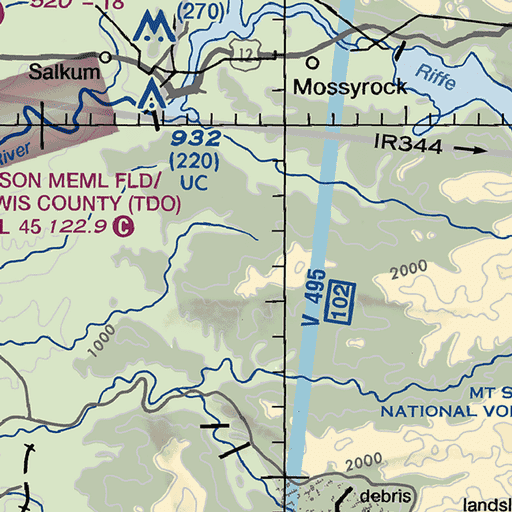 520 - 18
(270)
12
Salkum
Mossyrock
Riffe
932
(220)
UC
River
IR344
SON MEML FLD/
WIS COUNTY (TDO)
L 45 122.9 C
2000
V 495
102
1000
MT S
NATIONAL VO
2000
debris
landsl